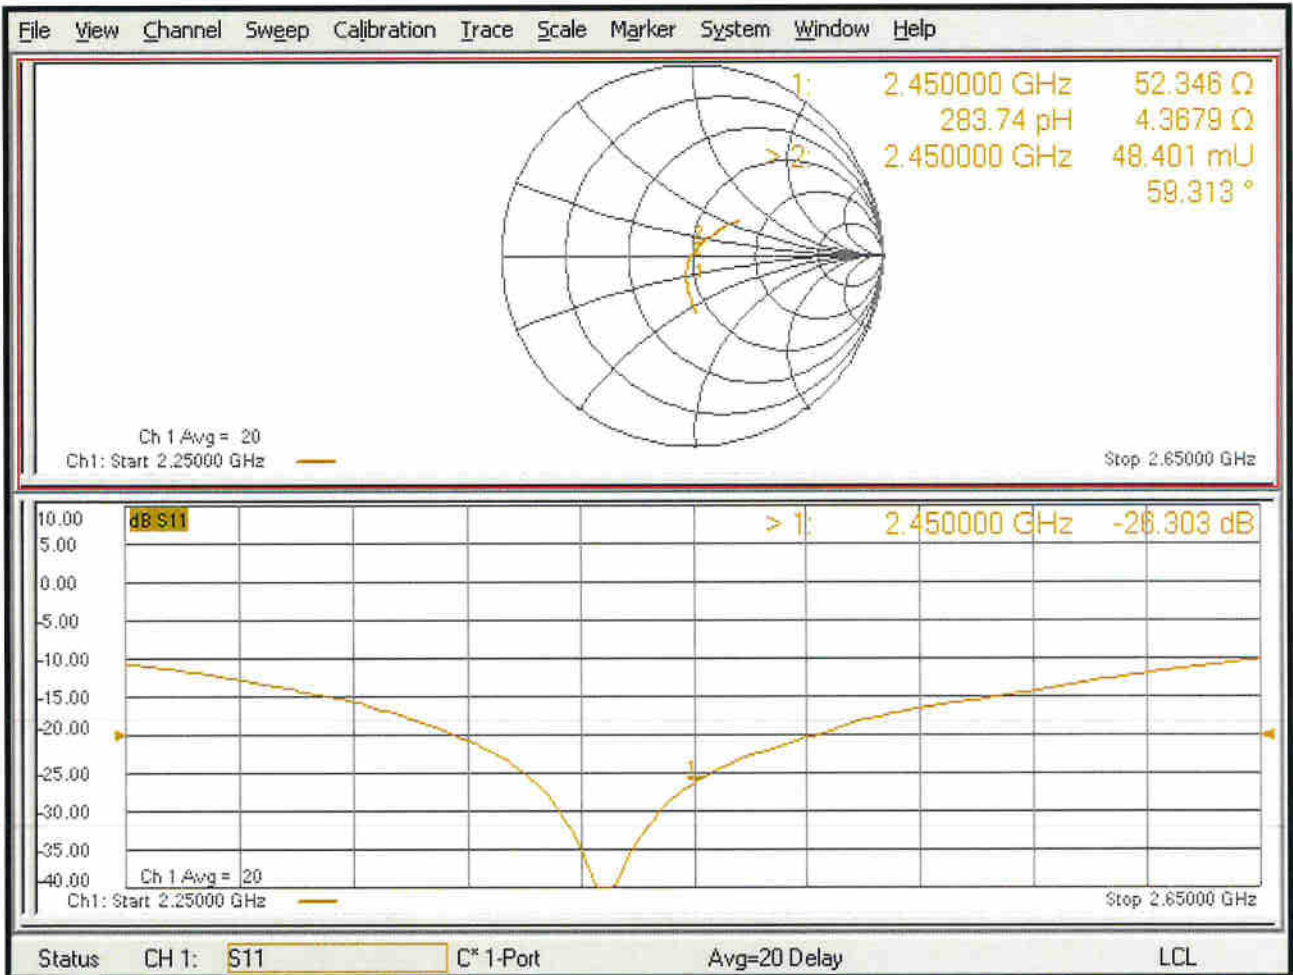 File View Channel Sweep Calibration Trace Scale Marker System Window Help
1: 2.450000 GHz 52.346 Ω
283.74 pH 4.3679 Ω
> 2: 2.450000 GHz 48.401 mU
59.313 °
2
1
Ch 1 Avg = 20
Ch1: Start 2.25000 GHz Stop 2.65000 GHz
10.00 dB S11 > 1: 2.450000 GHz -26.303 dB
5.00
0.00
-5.00
-10.00
-15.00
-20.00
-25.00
1
-30.00
-35.00
-40.00 Ch 1 Avg = 20
Ch1: Start 2.25000 GHz Stop 2.65000 GHz
Status CH 1: S11 C* 1-Port Avg=20 Delay LCL